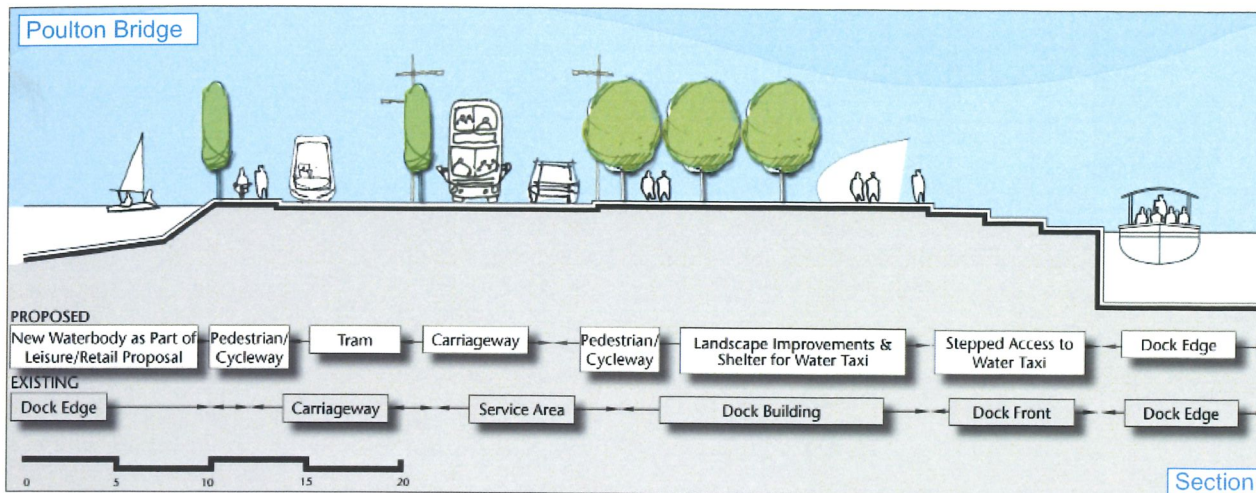 Poulton Bridge
PROPOSED
New Waterbody as Part of
Leisure/Retail Proposal
Pedestrian/
Cycleway
Tram
Carriageway
Pedestrian/
Cycleway
Landscape Improvements &
Shelter for Water Taxi
Stepped Access to
Water Taxi
Dock Edge
EXISTING
Dock Edge
Carriageway
Service Area
Dock Building
Dock Front
Dock Edge
0 5 10 15 20
Section